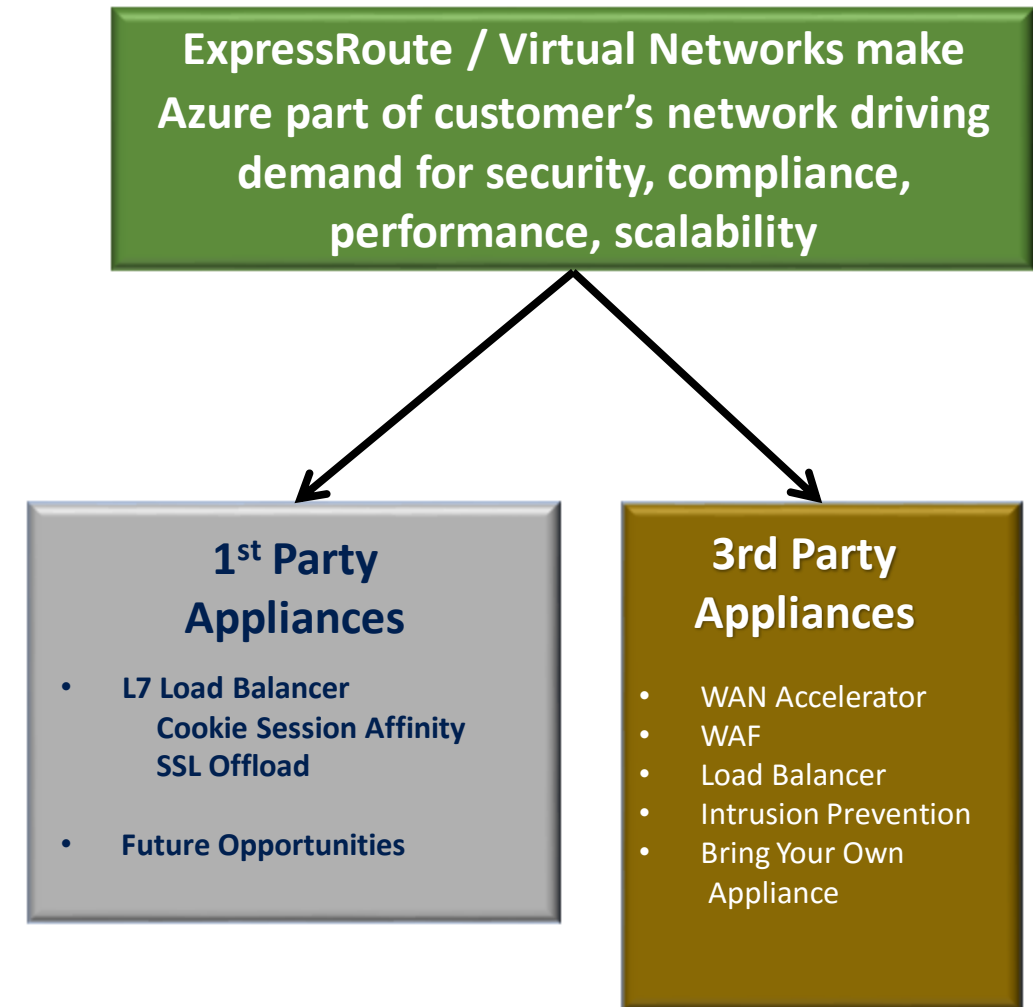 ExpressRoute / Virtual Networks make
Azure part of customer’s network driving
demand for security, compliance,
performance, scalability
1st Party
Appliances
• L7 Load Balancer
Cookie Session Affinity
SSL Offload
• Future Opportunities
3rd Party
Appliances
• WAN Accelerator
• WAF
• Load Balancer
• Intrusion Prevention
• Bring Your Own
Appliance